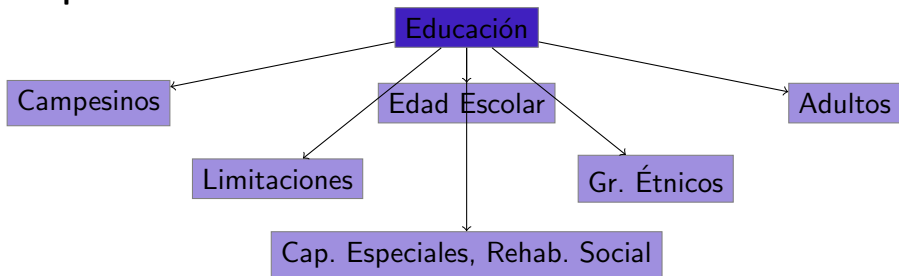 Educación
Campesinos
Edad Escolar
Adultos
Limitaciones
Gr. Étnicos
Cap. Especiales, Rehab. Social